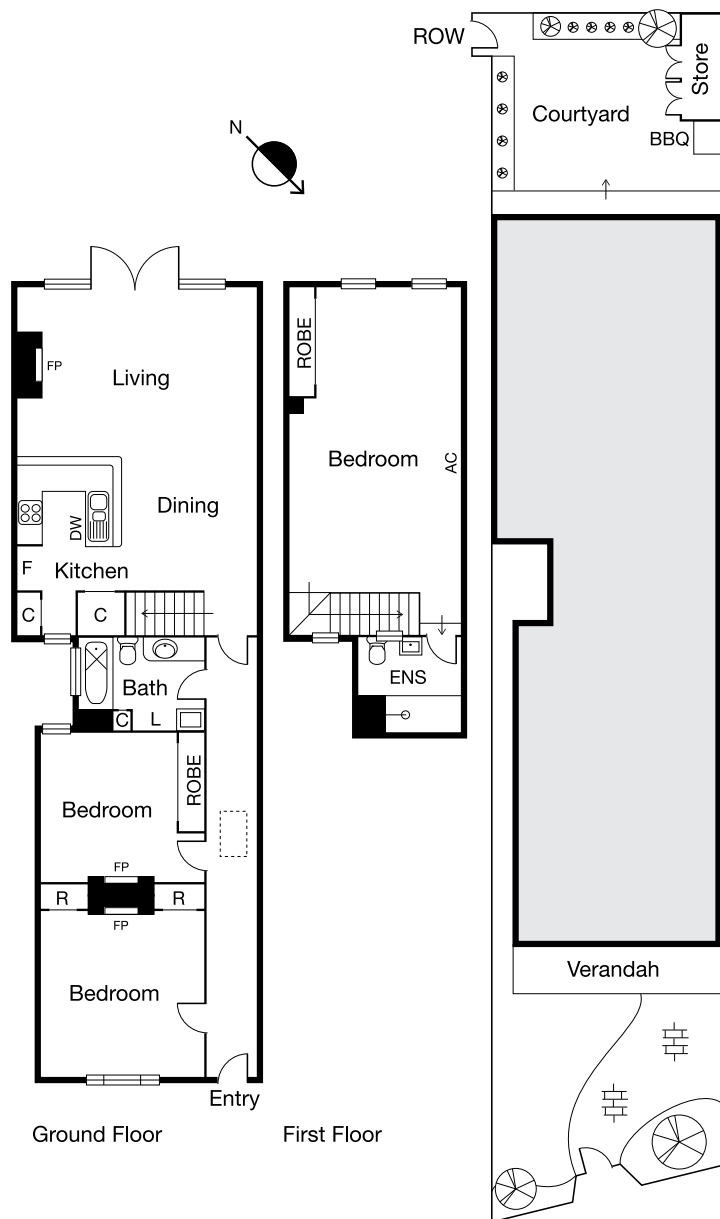 ROW
Store
Courtyard
BBQ
N
FP
Living
ROBE
Bedroom
AC
Dining
DW
F
Kitchen
C
C
Bath
C
L
ENS
ROBE
Bedroom
FP
R
R
FP
Bedroom
Verandah
Entry
Ground Floor
First Floor